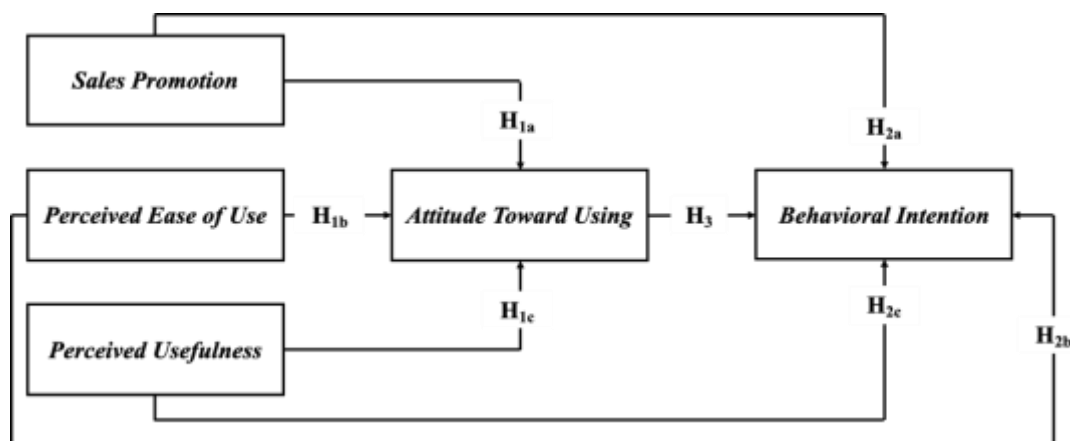 Sales Promotion
H1a
H2a
Perceived Ease of Use
H1b
Attitude Toward Using
H3
Behavioral Intention
H1c
H2c
Perceived Usefulness
H2b